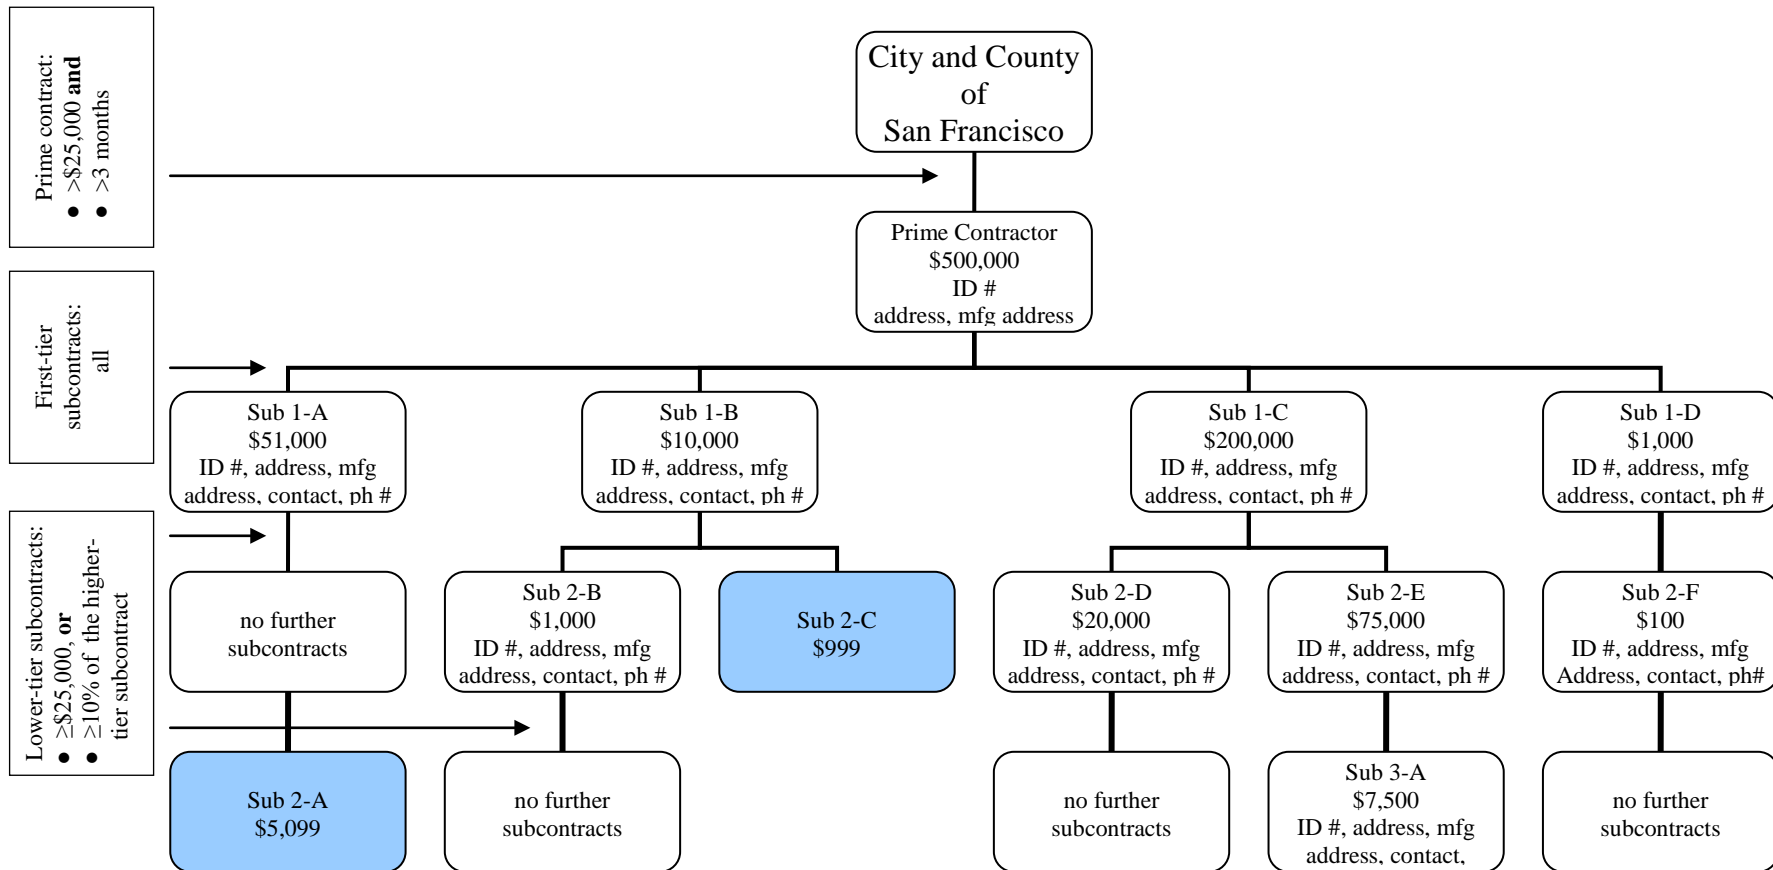 Prime contract:
● >$25,000 and
● >3 months
City and County
of
San Francisco
Prime Contractor
$500,000
ID #
address, mfg address
First-tier
subcontracts:
all
Sub 1-A
$51,000
ID #, address, mfg
address, contact, ph #
Sub 1-B
$10,000
ID #, address, mfg
address, contact, ph #
Sub 1-C
$200,000
ID #, address, mfg
address, contact, ph #
Sub 1-D
$1,000
ID #, address, mfg
address, contact, ph #
Lower-tier subcontracts:
● ≥$25,000, or
● ≥10% of the higher-
tier subcontract
no further
subcontracts
Sub 2-B
$1,000
ID #, address, mfg
address, contact, ph #
Sub 2-C
$999
Sub 2-D
$20,000
ID #, address, mfg
address, contact, ph #
Sub 2-E
$75,000
ID #, address, mfg
address, contact, ph #
Sub 2-F
$100
ID #, address, mfg
Address, contact, ph#
Sub 2-A
$5,099
no further
subcontracts
no further
subcontracts
Sub 3-A
$7,500
ID #, address, mfg
address, contact,
no further
subcontracts